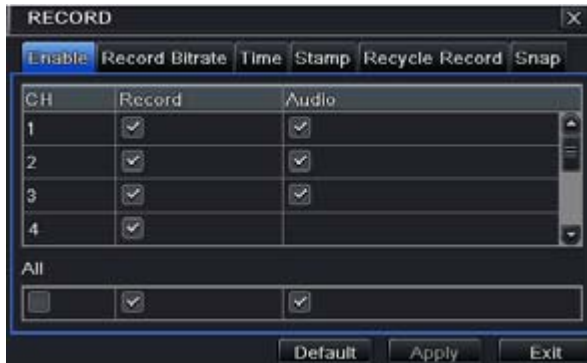 RECORD
Enable Record Bitrate Time Stamp Recycle Record Snap
CH Record Audio
1
2
3
4
All
Default Apply Exit